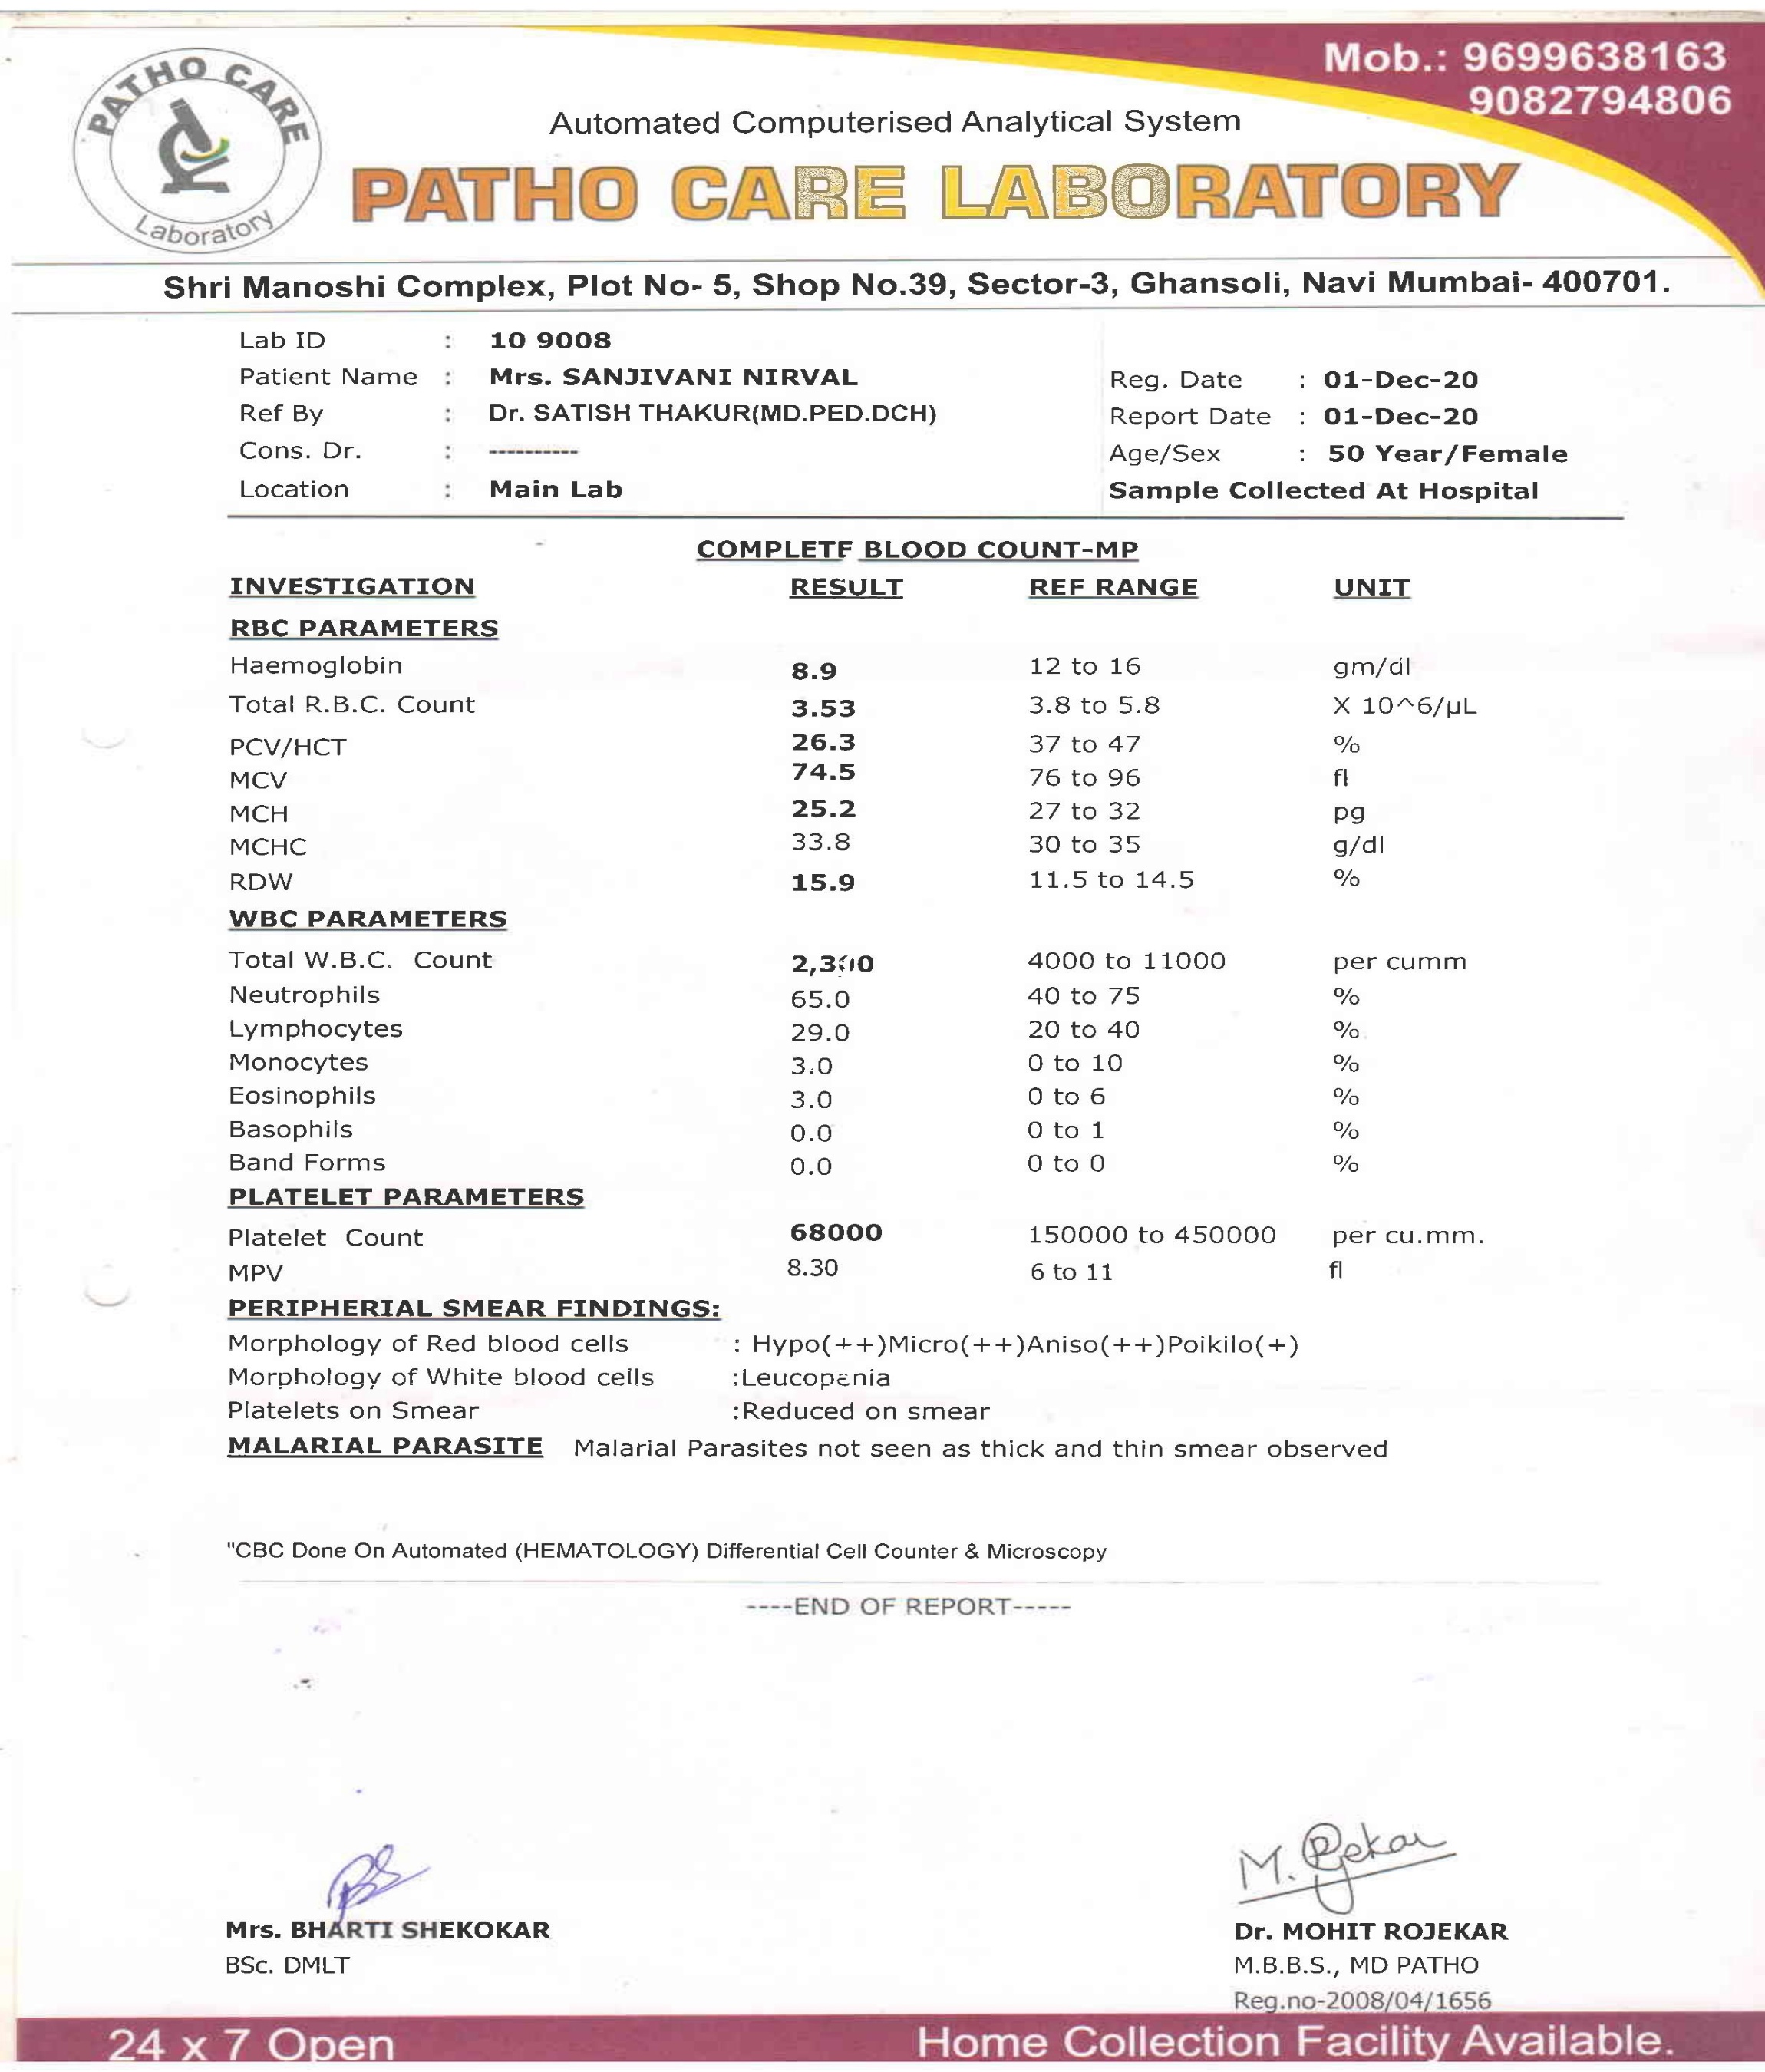 PATHO CARE
Laboratory
Mob.: 9699638163
9082794806
Automated Computerised Analytical System
PATHO CARE LABORATORY
Shri Manoshi Complex, Plot No- 5, Shop No.39, Sector-3, Ghansoli, Navi Mumbai- 400701.
Lab ID : 10 9008
Patient Name : Mrs. SANJIVANI NIRVAL
Reg. Date : 01-Dec-20
Ref By : Dr. SATISH THAKUR(MD.PED.DCH)
Report Date : 01-Dec-20
Cons. Dr. : ----------
Age/Sex : 50 Year/Female
Location : Main Lab
Sample Collected At Hospital
COMPLETE BLOOD COUNT-MP
INVESTIGATION RESULT REF RANGE UNIT
RBC PARAMETERS
Haemoglobin 8.9 12 to 16 gm/dl
Total R.B.C. Count 3.53 3.8 to 5.8 X 10^6/µL
PCV/HCT 26.3 37 to 47 %
MCV 74.5 76 to 96 fl
MCH 25.2 27 to 32 pg
MCHC 33.8 30 to 35 g/dl
RDW 15.9 11.5 to 14.5 %
WBC PARAMETERS
Total W.B.C. Count 4000 to 11000 per cumm
Neutrophils 65.0 40 to 75 %
Lymphocytes 29.0 20 to 40 %
Monocytes 3.0 0 to 10 %
Eosinophils 3.0 0 to 6 %
Basophils 0.0 0 to 1 %
Band Forms 0.0 0 to 0 %
PLATELET PARAMETERS
Platelet Count 68000 150000 to 450000 per cu.mm.
MPV 8.30 6 to 11 fl
PERIPHERIAL SMEAR FINDINGS:
Morphology of Red blood cells : Hypo(++)Micro(++)Aniso(++)Poikilo(+)
Morphology of White blood cells :Leucopenia
Platelets on Smear :Reduced on smear
MALARIAL PARASITE Malarial Parasites not seen as thick and thin smear observed
"CBC Done On Automated (HEMATOLOGY) Differential Cell Counter & Microscopy
----END OF REPORT-----
Mrs. BHARTI SHEKOKAR
BSc. DMLT
Dr. MOHIT ROJEKAR
M.B.B.S., MD PATHO
Reg.no-2008/04/1656
24 x 7 Open
Home Collection Facility Available.